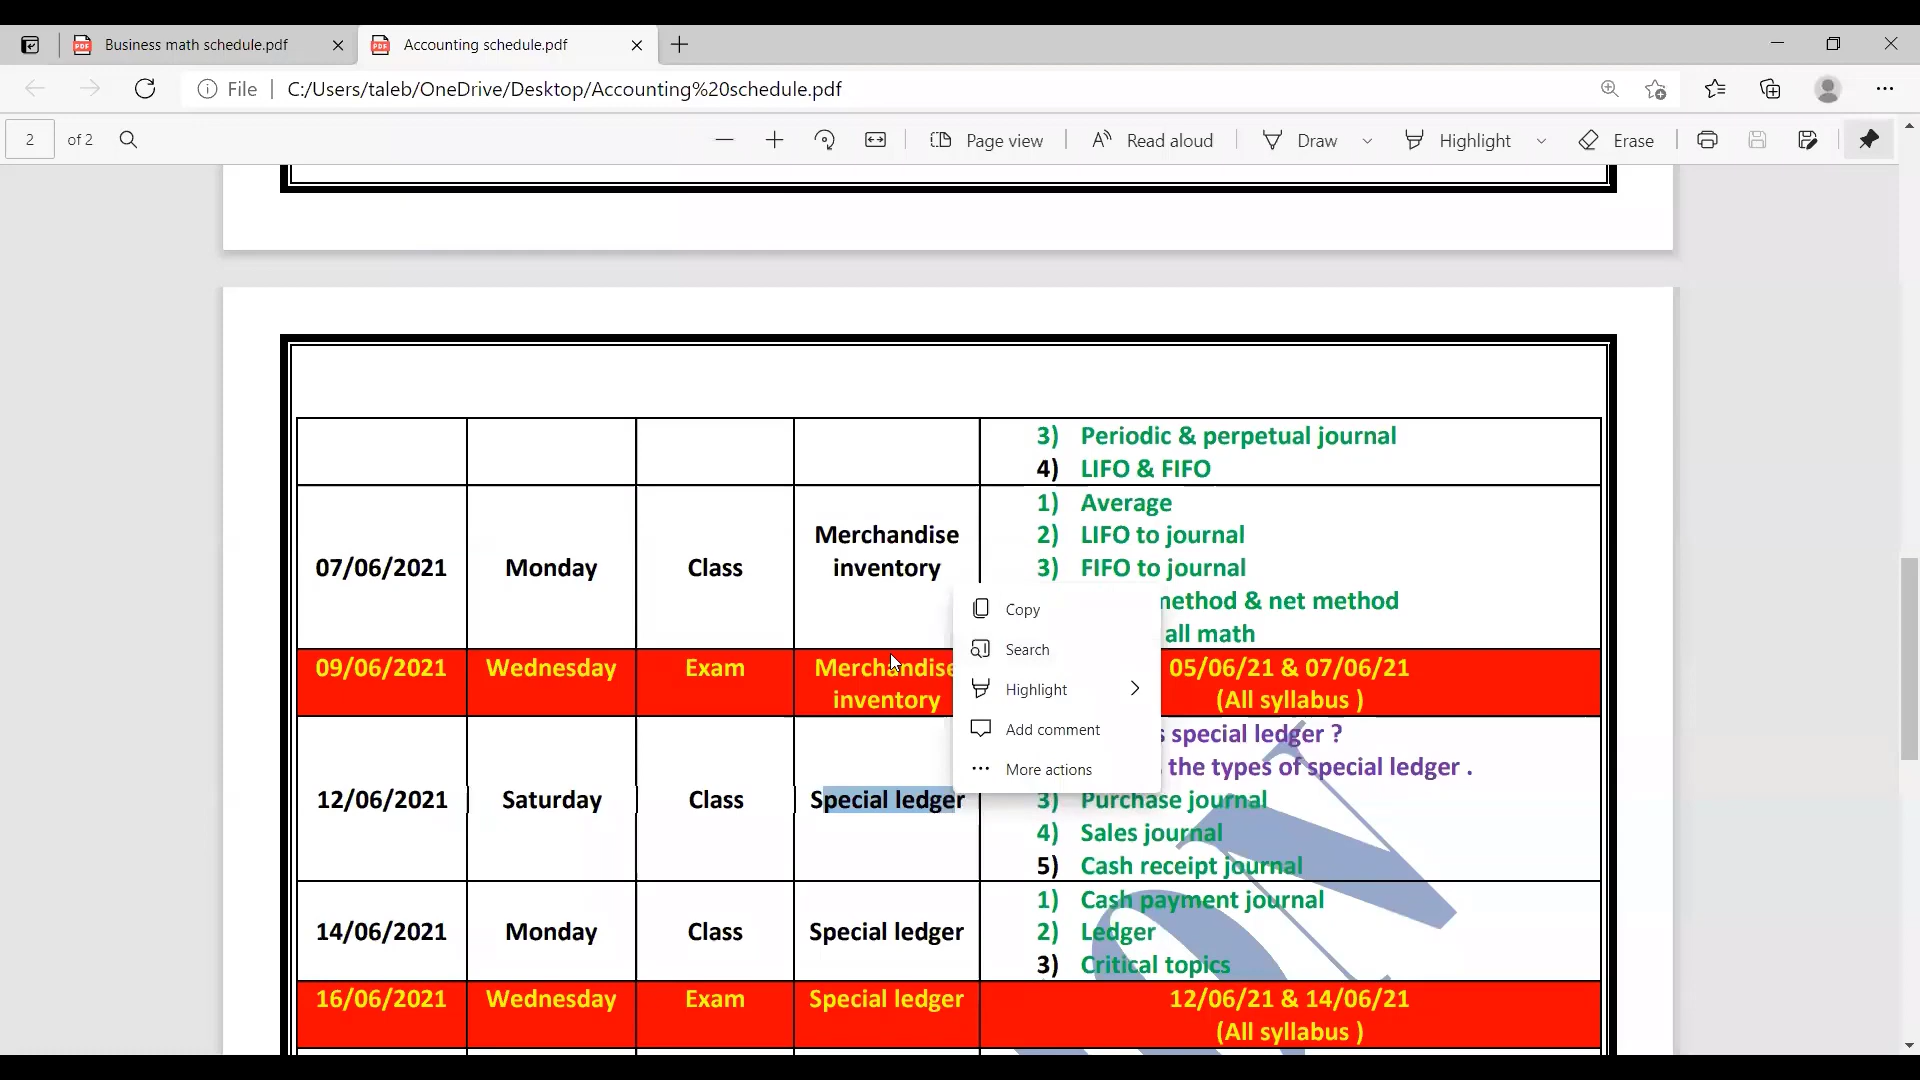 Business math schedule.pdf
Accounting schedule.pdf
File
C:/Users/taleb/OneDrive/Desktop/Accounting%20schedule.pdf
2 of 2
Page view
Read aloud
Draw
Highlight
Erase
3) Periodic & perpetual journal
4) LIFO & FIFO
07/06/2021
Monday
Class
Merchandise
inventory
1) Average
2) LIFO to journal
3) FIFO to journal
method & net method
all math
Copy
Search
Highlight
Add comment
More actions
09/06/2021
Wednesday
Exam
Merchandise
inventory
05/06/21 & 07/06/21
(All syllabus )
12/06/2021
Saturday
Class
Special ledger
special ledger ?
the types of special ledger .
3) Purchase journal
4) Sales journal
5) Cash receipt journal
14/06/2021
Monday
Class
Special ledger
1) Cash payment journal
2) Ledger
3) Critical topics
16/06/2021
Wednesday
Exam
Special ledger
12/06/21 & 14/06/21
(All syllabus )